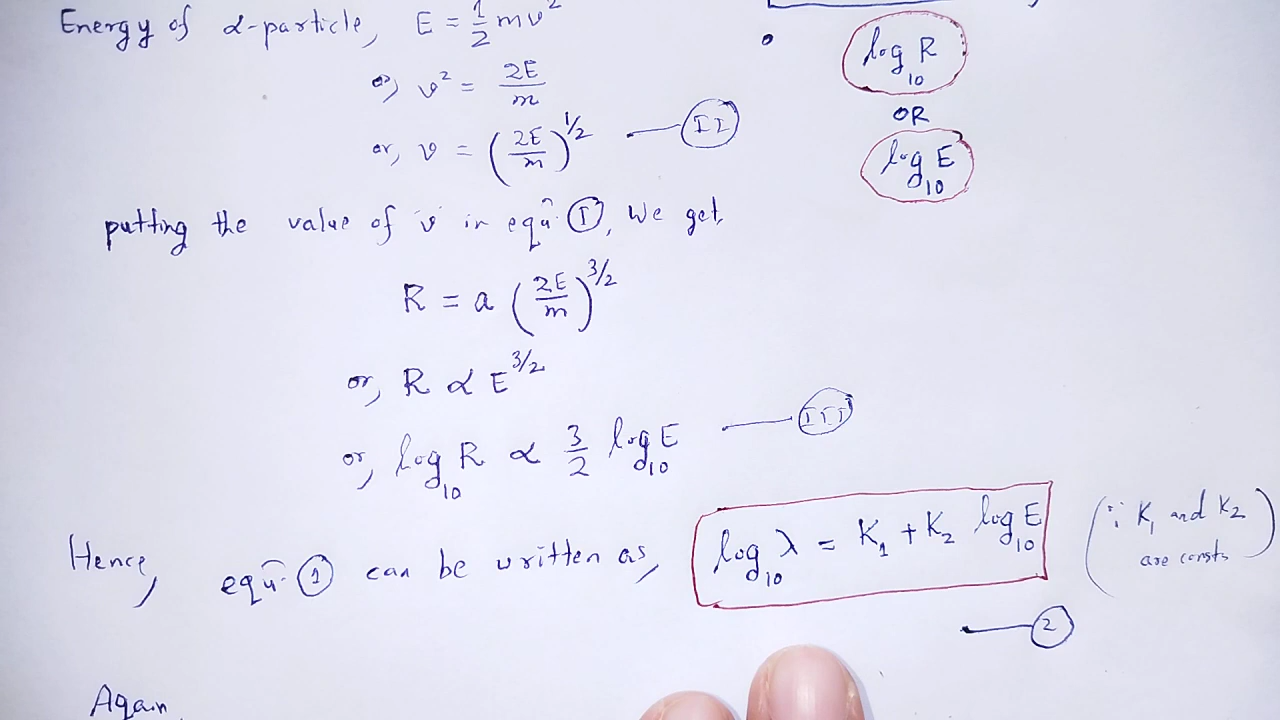 Energy of α-particle, E = 1/2 mv²
or, v² = 2E/m
or, v = (2E/m)^1/2 — (II)
log₁₀ R
OR
log₁₀ E
putting the value of 'v' in equn. (I), We get,
R = a (2E/m)^3/2
or, R ∝ E^3/2
or, log₁₀ R ∝ 3/2 log₁₀ E — (III)
Hence, equn. (1) can be written as, log₁₀ λ = K₁ + K₂ log₁₀ E (∵ K₁ and K₂ are consts)
— (2)
Again